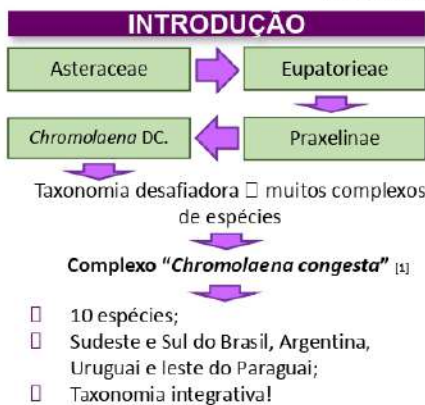 INTRODUÇÃO
Asteraceae
Eupatorieae
Chromolaena DC.
Praxelinae
Taxonomia desafiadora □ muitos complexos
de espécies
Complexo “Chromolaena congesta” [1]
▯ 10 espécies;
▯ Sudeste e Sul do Brasil, Argentina,
Uruguai e leste do Paraguai;
▯ Taxonomia integrativa!